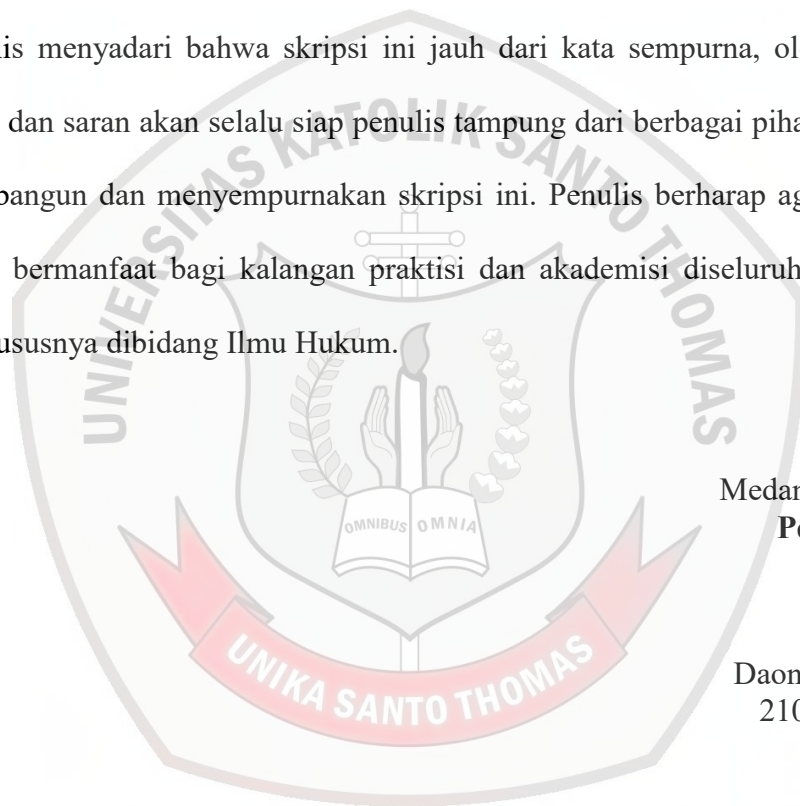 lis menyadari bahwa skripsi ini jauh dari kata sempurna, ol
dan saran akan selalu siap penulis tampung dari berbagai piha
bangun dan menyempurnakan skripsi ini. Penulis berharap ag
bermanfaat bagi kalangan praktisi dan akademisi diseluruh
ususnya dibidang Ilmu Hukum.
UNIVERSITAS KATOLIK SANTO THOMAS
OMNIBUS OMNIA
UNIKA SANTO THOMAS
Medan
Pe
Daon
210